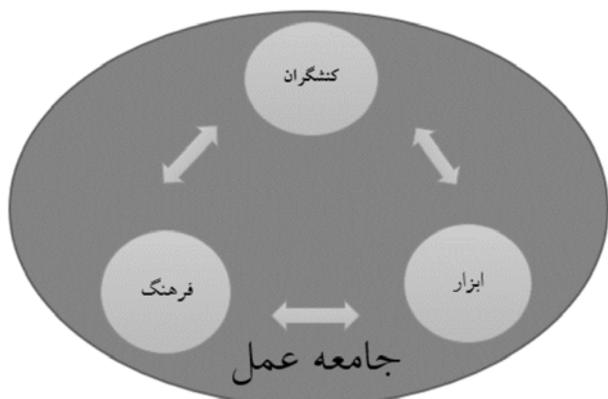 کنشگران
ابزار
فرهنگ
جامعه عمل